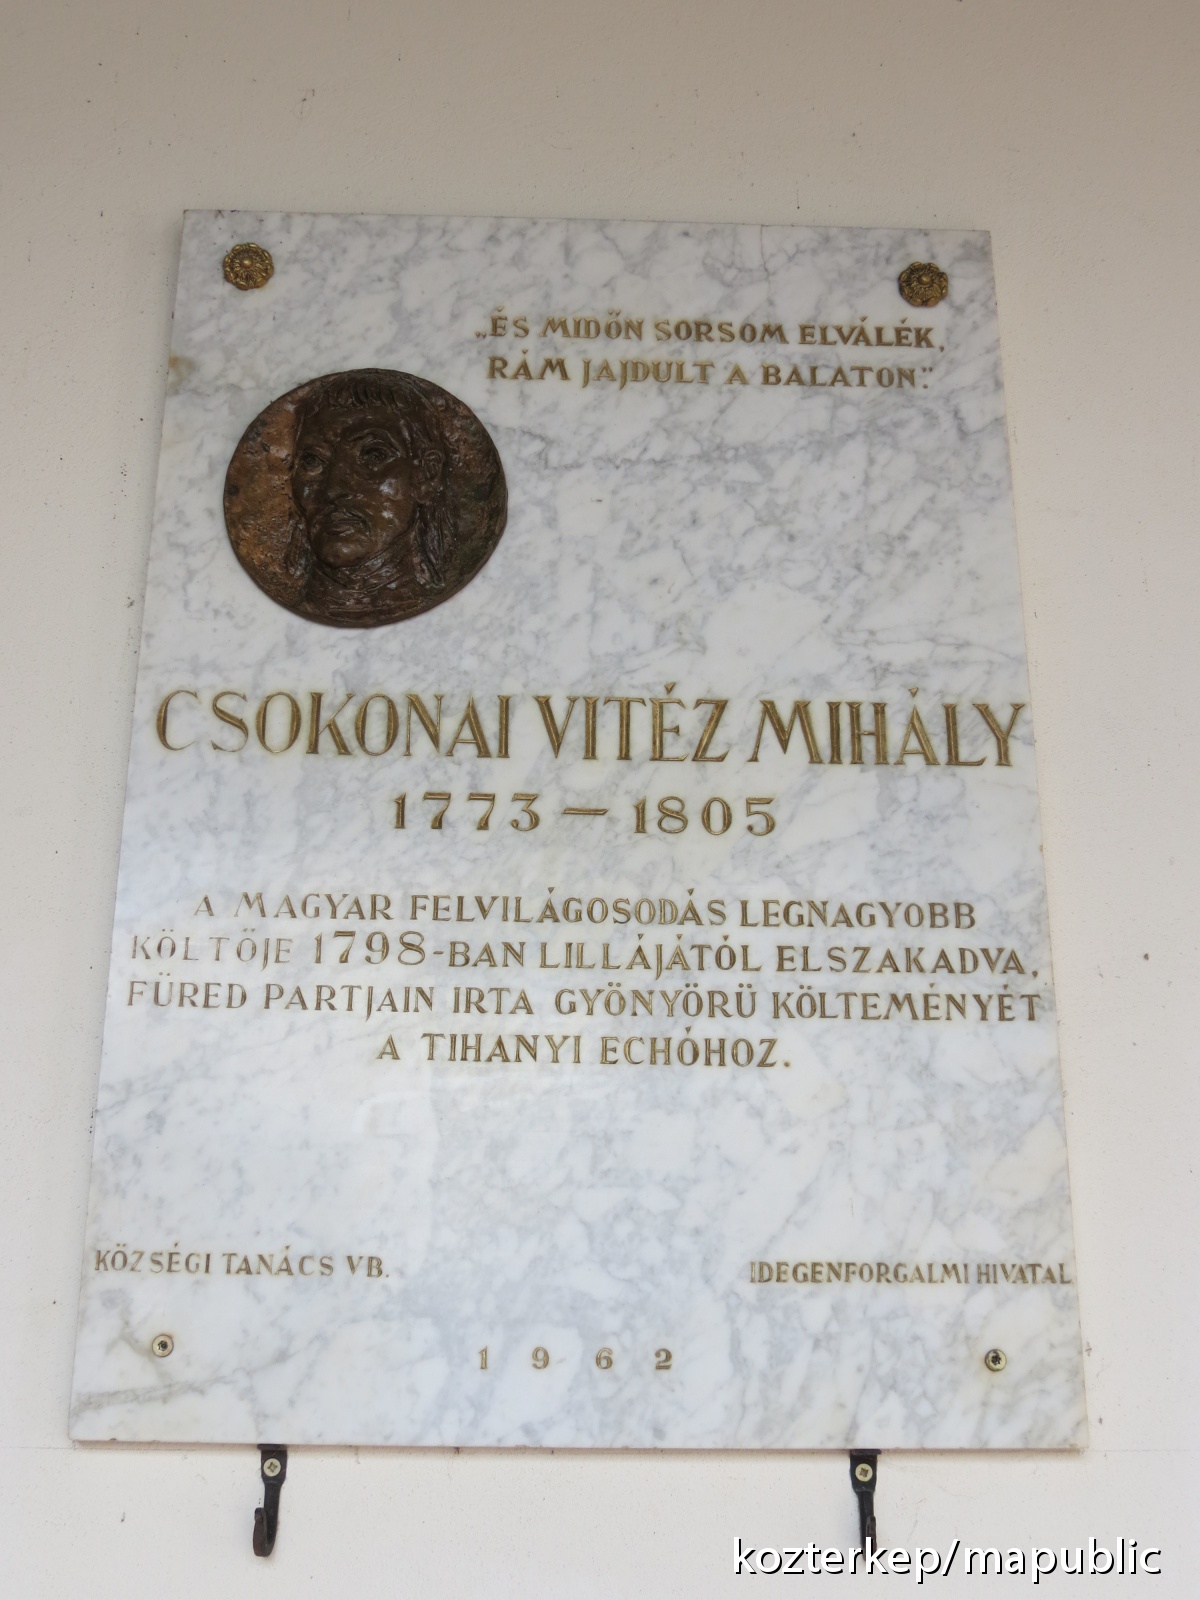 „ÉS MIDŐN SORSOM ELVÁLÉK,
RÁM JAJDULT A BALATON."
CSOKONAI VITÉZ MIHÁLY
1773 — 1805
A MAGYAR FELVILÁGOSODÁS LEGNAGYOBB
KÖLTŐJE 1798-BAN LILLÁJÁTÓL ELSZAKADVA,
FÜRED PARTJAIN IRTA GYÖNYÖRÜ KÖLTEMÉNYÉT
A TIHANYI ECHÓHOZ.
KÖZSÉGI TANÁCS VB.
IDEGENFORGALMI HIVATAL
1962
kozterkep/mapublic